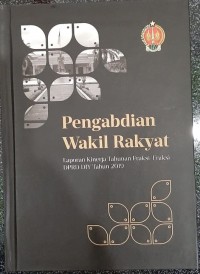 Pengabdian
Wakil Rakyat
Laporan Kinerja Tahunan Fraksi-Fraksi
DPRD DIY Tahun 2019